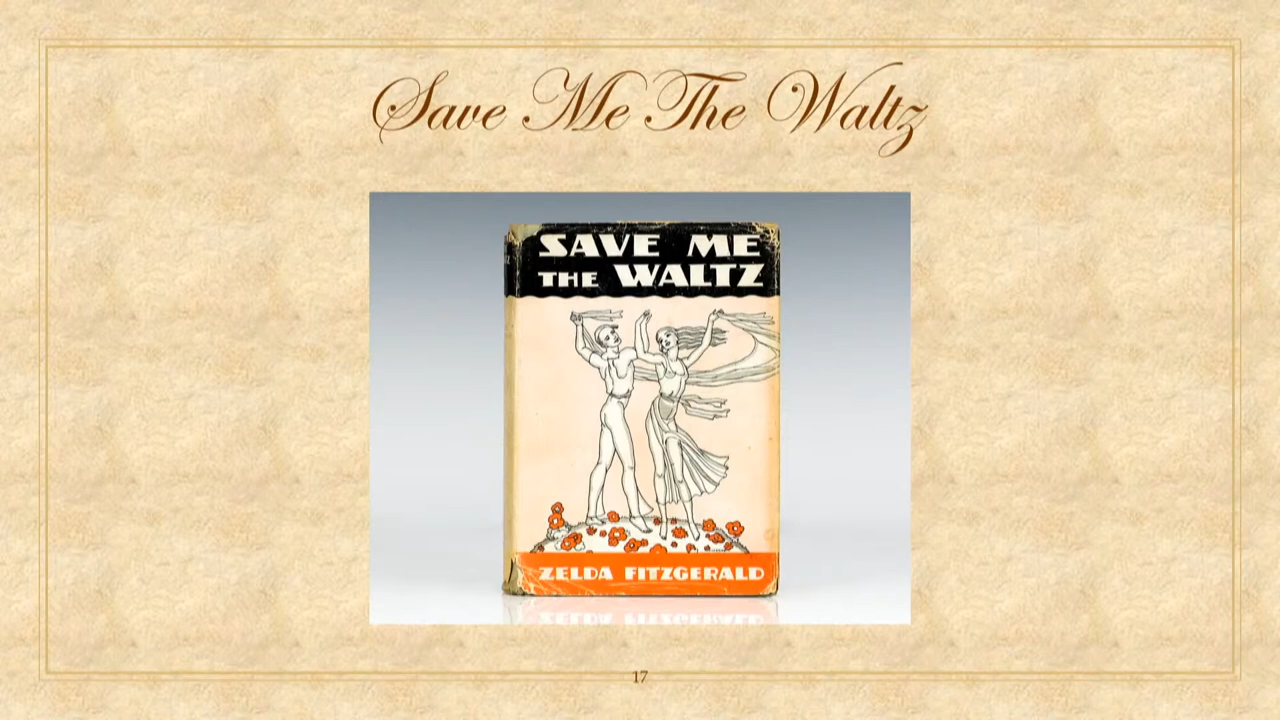 Save Me The Waltz
SAVE ME
THE WALTZ
ZELDA FITZGERALD
17